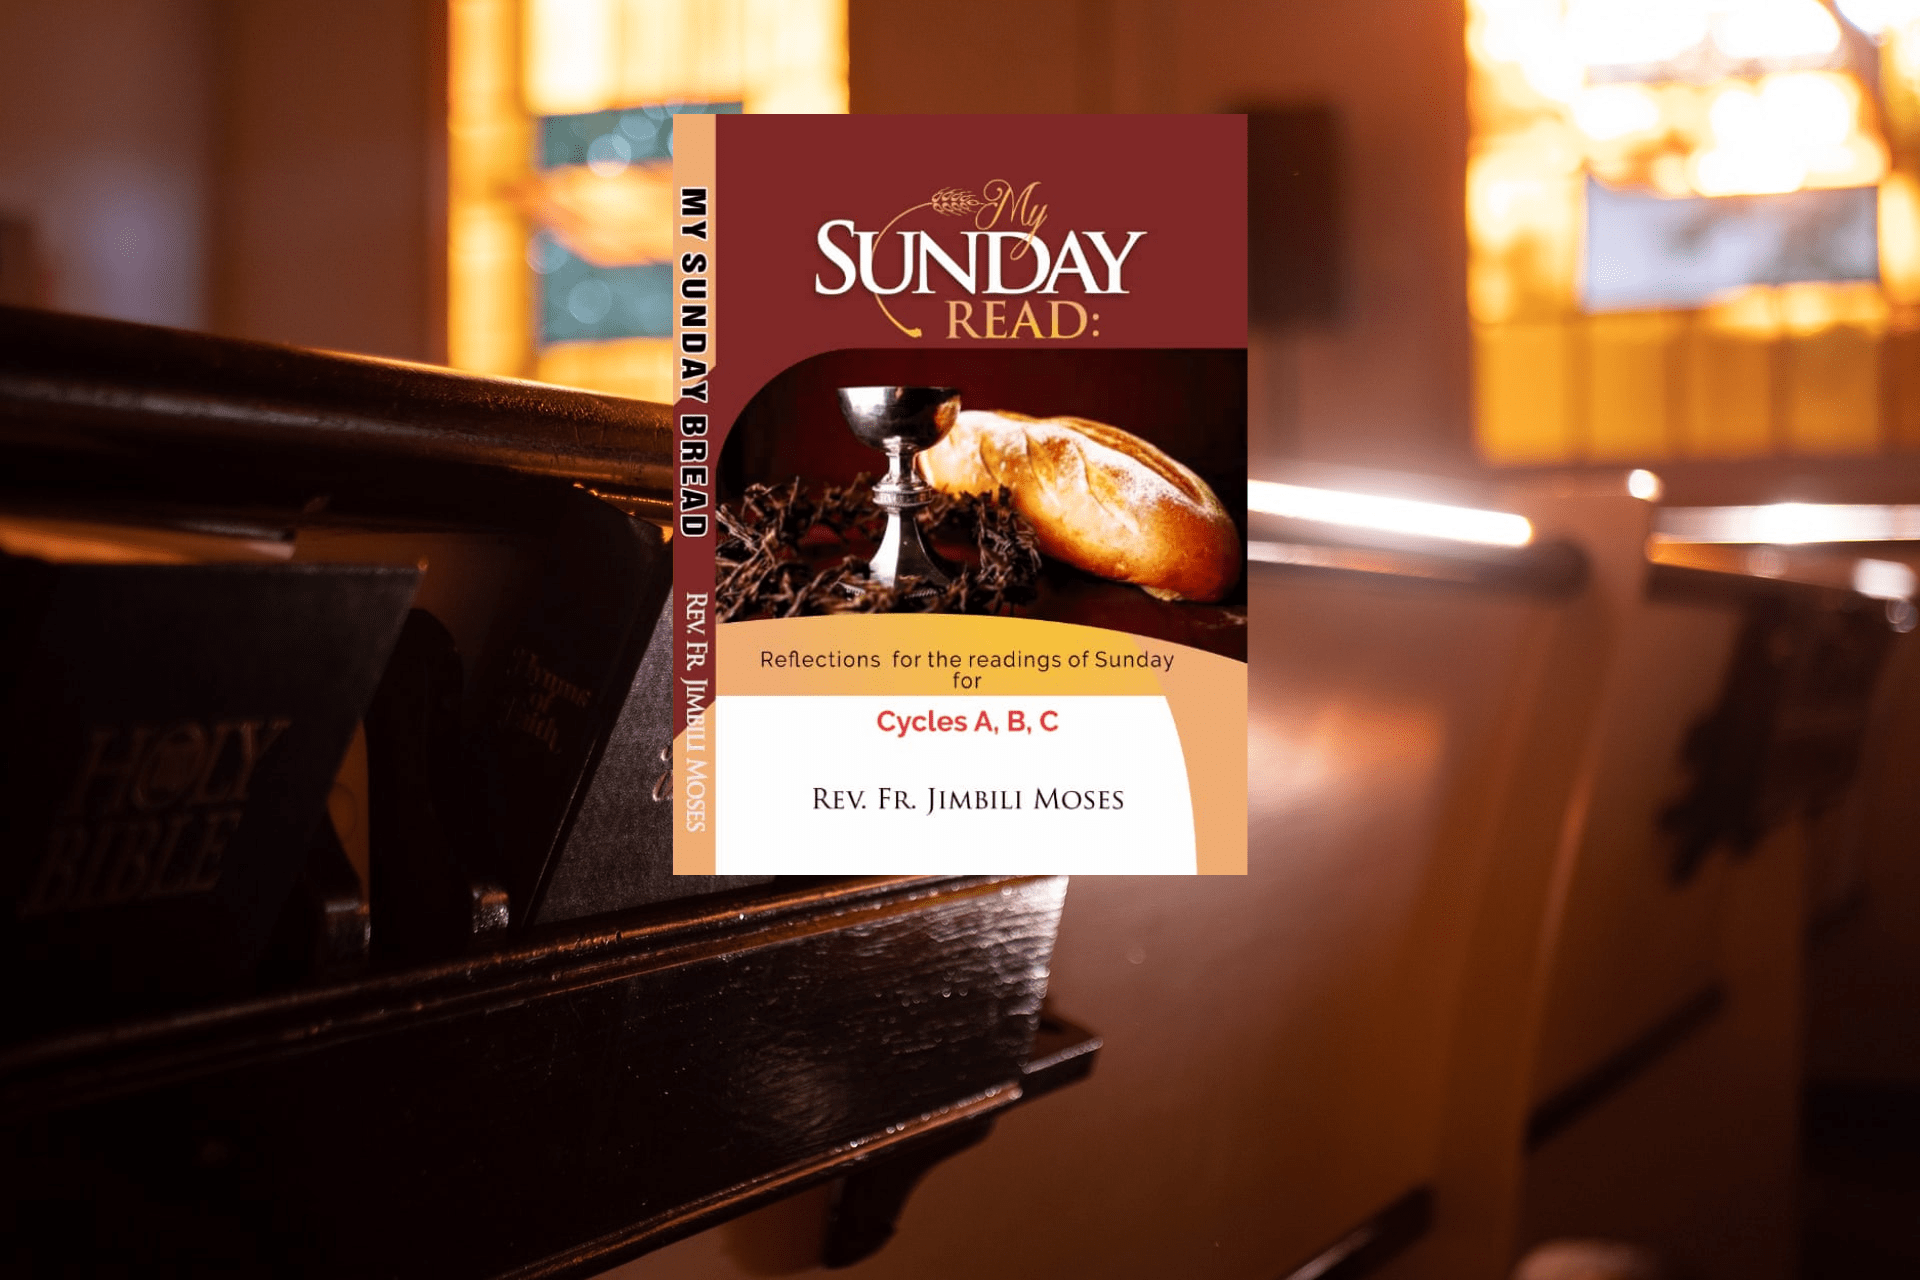 MY SUNDAY BREAD
REV. FR. JIMBILI MOSES
My
SUNDAY
READ:
Reflections for the readings of Sunday
for
Cycles A, B, C
REV. FR. JIMBILI MOSES
HOLY
BIBLE
Hymns
of
Faith